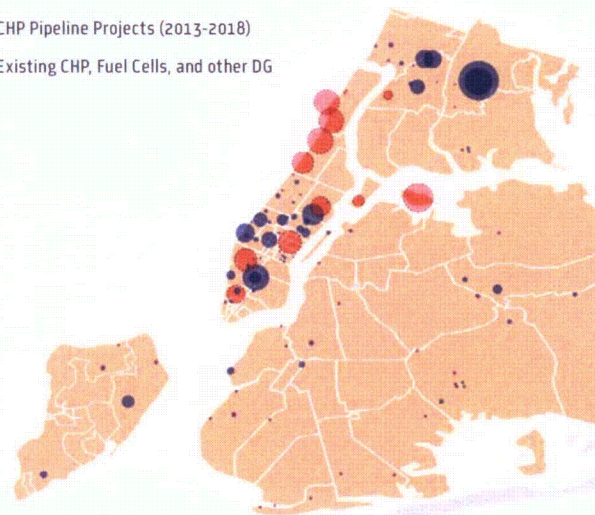 CHP Pipeline Projects (2013-2018)
Existing CHP, Fuel Cells, and other DG